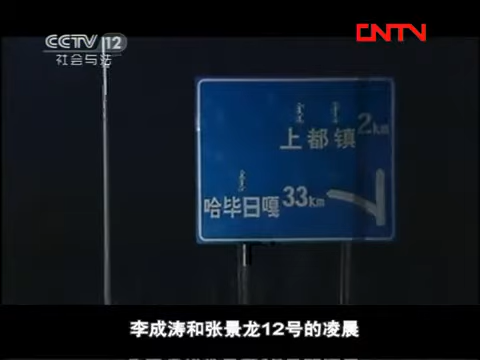 CCTV 12
社会与法
CNTV
上都镇 2km
哈毕日嘎 33km
李成涛和张景龙12号的凌晨